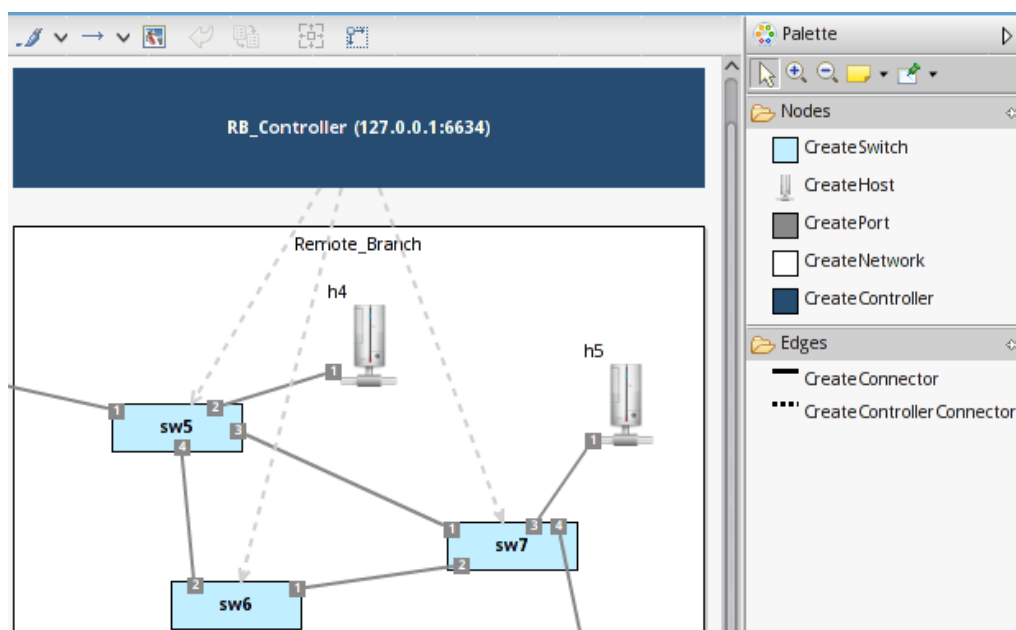 Palette
RB_Controller (127.0.0.1:6634)
Nodes
CreateSwitch
CreateHost
CreatePort
CreateNetwork
CreateController
Edges
CreateConnector
CreateControllerConnector
Remote_Branch
h4
1
h5
1
1
2
sw5
3
4
1
3
4
sw7
2
2
1
sw6